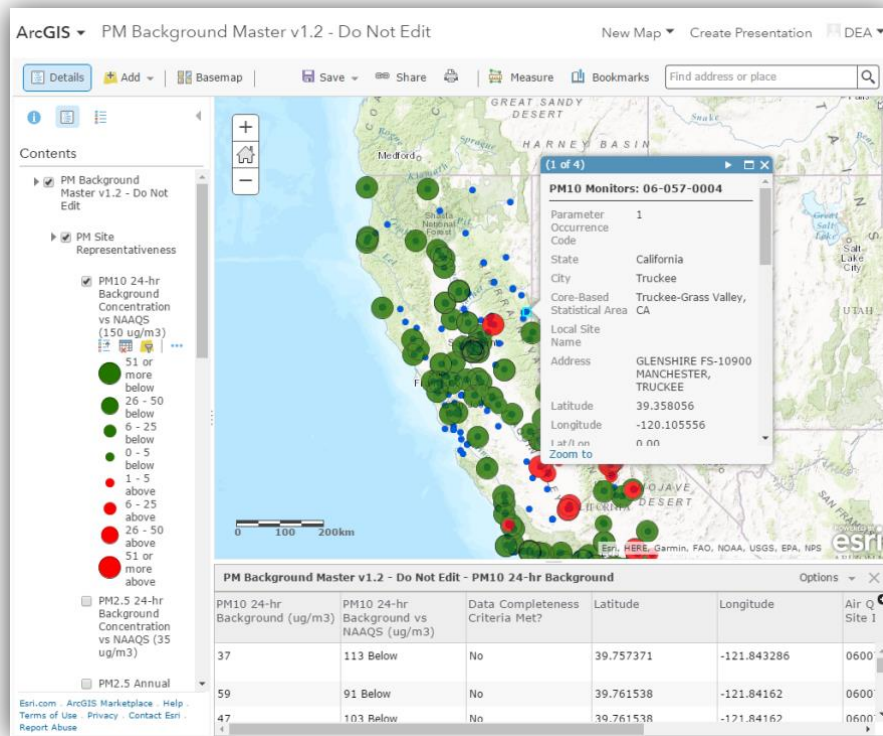 ArcGIS PM Background Master v1.2 - Do Not Edit New Map Create Presentation DEA
Details Add Basemap Save Share Measure Bookmarks Find address or place
Contents
PM Background
Master v1.2 - Do Not
Edit
PM Site
Representativeness
PM10 24-hr
Background
Concentration
vs NAAQS
(150 ug/m3)
51 or
more
below
26 - 50
below
6 - 25
below
0 - 5
below
1 - 5
above
6 - 25
above
26 - 50
above
51 or
more
above
PM2.5 24-hr
Background
Concentration
vs NAAQS (35
ug/m3)
PM2.5 Annual
Esri.com . ArcGIS Marketplace . Help .
Terms of Use . Privacy . Contact Esri .
Report Abuse
+
−
GREAT SANDY
DESERT
HARNEY BASIN
Medford
Rogue
Sprague
Klamath
Snake
Shasta
National
Forest
Great
Salt
Lake
Salt
Lake
City
UTAH
MOJAVE
DESERT
0 100 200km
Esri, HERE, Garmin, FAO, NOAA, USGS, EPA, NPS
esri
(1 of 4)
PM10 Monitors: 06-057-0004
Parameter
Occurrence
Code
1
State California
City Truckee
Core-Based
Statistical Area
Truckee-Grass Valley,
CA
Local Site
Name
Address GLENSHIRE FS-10900
MANCHESTER,
TRUCKEE
Latitude 39.358056
Longitude -120.105556
Lat/Lon 0.00
Zoom to
PM Background Master v1.2 - Do Not Edit - PM10 24-hr Background Options
PM10 24-hr
Background (ug/m3)
PM10 24-hr
Background vs
NAAQS (ug/m3)
Data Completeness
Criteria Met?
Latitude
Longitude
Air Q
Site I
37 113 Below No 39.757371 -121.843286 0600
59 91 Below No 39.761538 -121.84162 0600
47 103 Below No 39.761538 -121.84162 0600